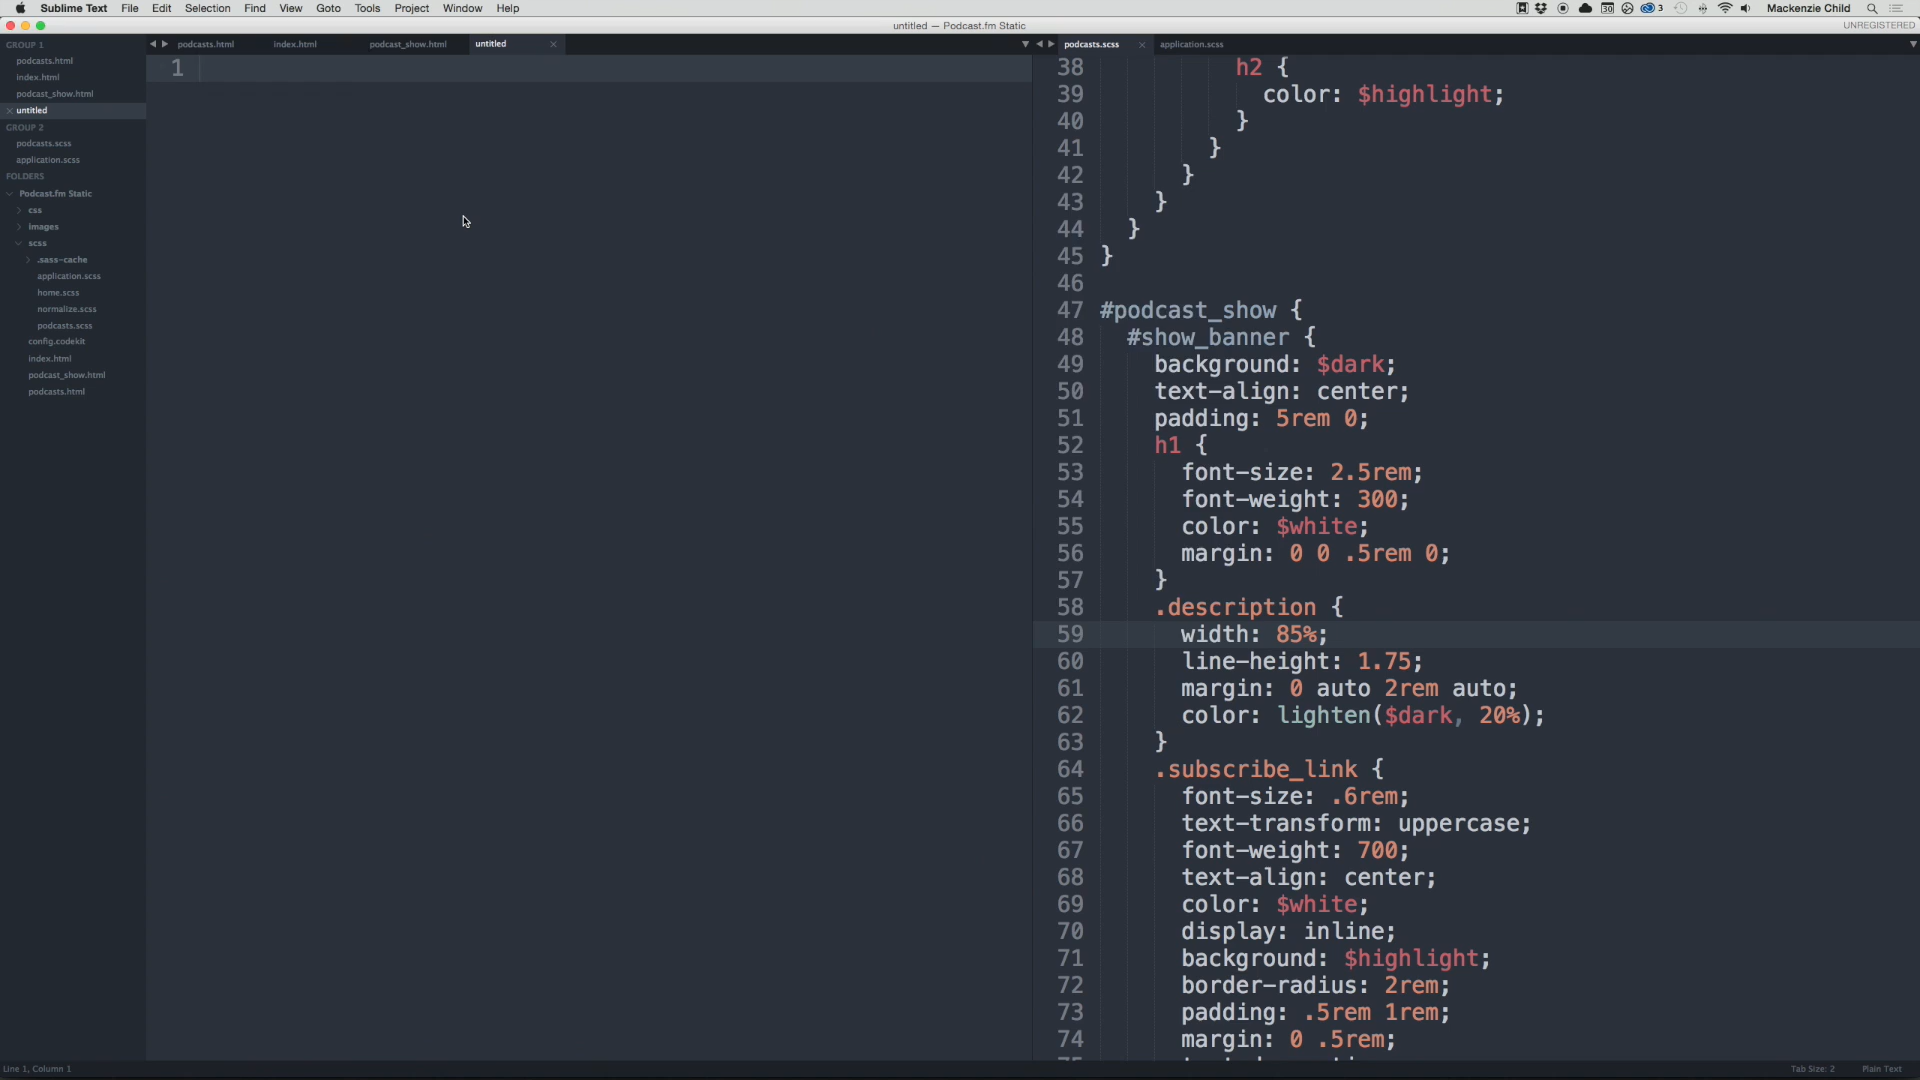 Sublime Text File Edit Selection Find View Goto Tools Project Window Help
30
3
Mackenzie Child
untitled — Podcast.fm Static
UNREGISTERED
GROUP 1
podcasts.html
index.html
podcast_show.html
untitled
GROUP 2
podcasts.scss
application.scss
FOLDERS
Podcast.fm Static
css
images
scss
.sass-cache
application.scss
home.scss
normalize.scss
podcasts.scss
config.codekit
index.html
podcast_show.html
podcasts.html
podcasts.html index.html podcast_show.html untitled
1
podcasts.scss application.scss
38 h2 {
39 color: $highlight;
40 }
41 }
42 }
43 }
44 }
45 }
46
47 #podcast_show {
48 #show_banner {
49 background: $dark;
50 text-align: center;
51 padding: 5rem 0;
52 h1 {
53 font-size: 2.5rem;
54 font-weight: 300;
55 color: $white;
56 margin: 0 0 .5rem 0;
57 }
58 .description {
59 width: 85%;
60 line-height: 1.75;
61 margin: 0 auto 2rem auto;
62 color: lighten($dark, 20%);
63 }
64 .subscribe_link {
65 font-size: .6rem;
66 text-transform: uppercase;
67 font-weight: 700;
68 text-align: center;
69 color: $white;
70 display: inline;
71 background: $highlight;
72 border-radius: 2rem;
73 padding: .5rem 1rem;
74 margin: 0 .5rem;
Line 1, Column 1
Tab Size: 2 Plain Text